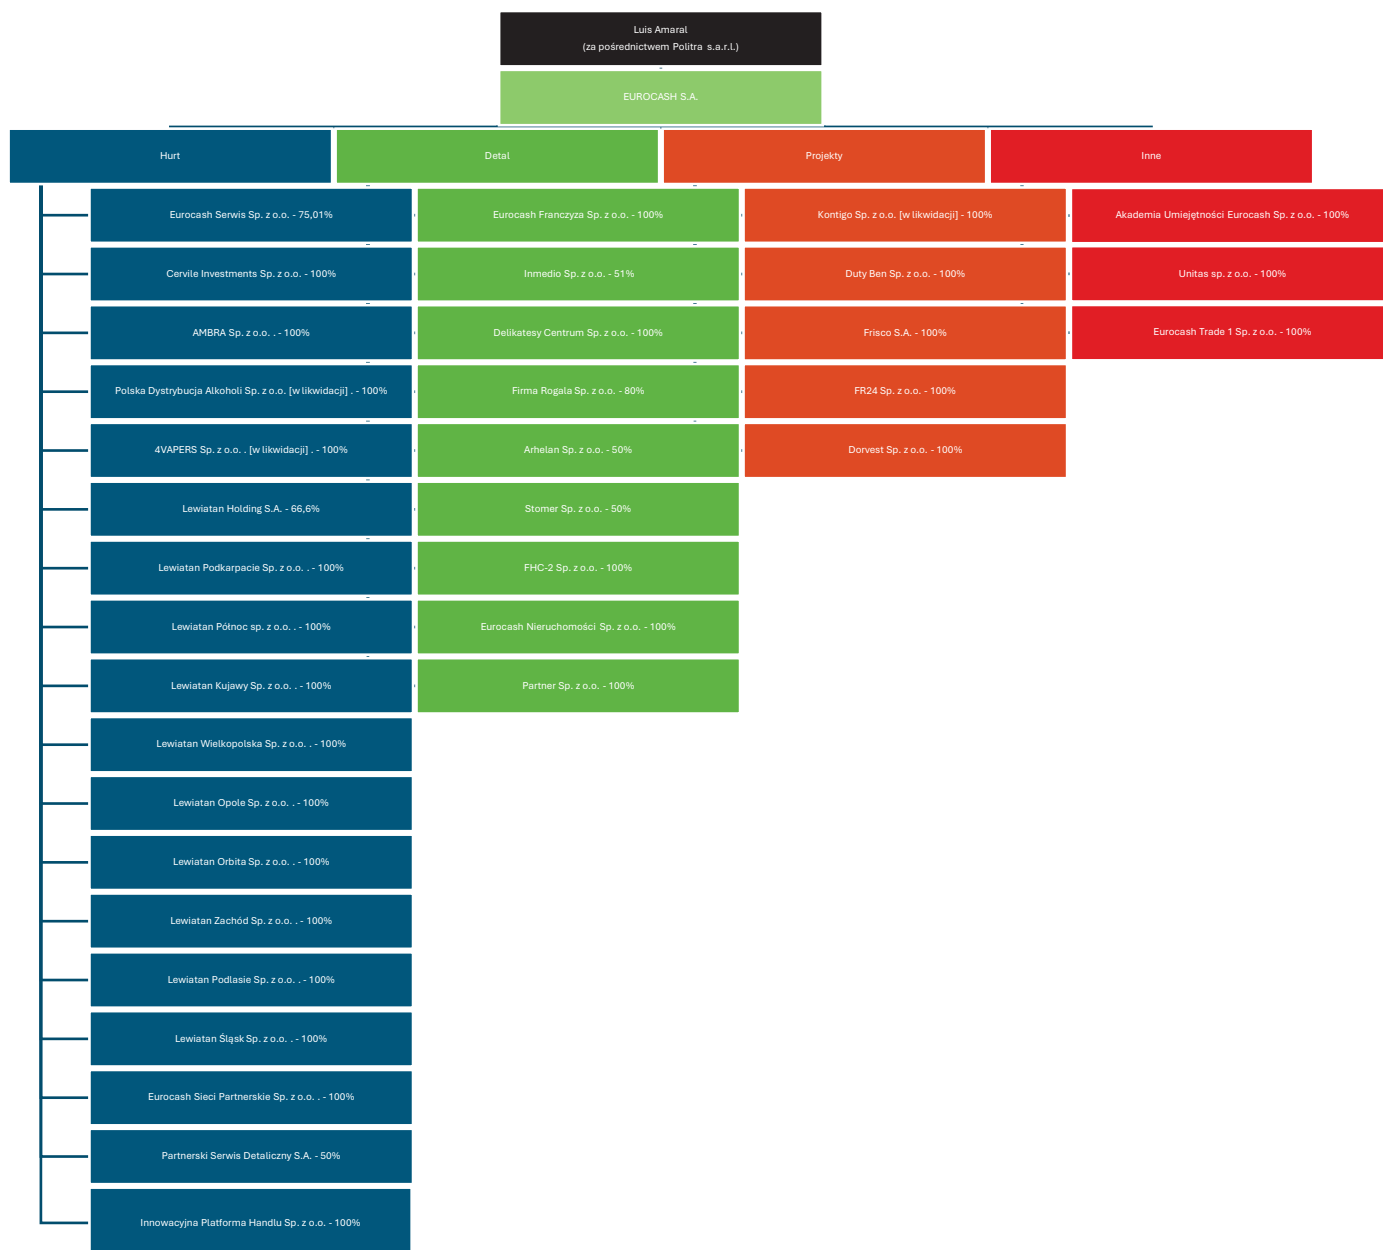 Luis Amaral
(za pośrednictwem Politra s.a.r.l.)
EUROCASH S.A.
Hurt
Detal
Projekty
Inne
Eurocash Serwis Sp. z o.o. - 75,01%
Cervile Investments Sp. z o.o. - 100%
AMBRA Sp. z o.o. . - 100%
Polska Dystrybucja Alkoholi Sp. z o.o. [w likwidacji] . - 100%
4VAPERS Sp. z o.o. . [w likwidacji] . - 100%
Lewiatan Holding S.A. - 66,6%
Lewiatan Podkarpacie Sp. z o.o. . - 100%
Lewiatan Północ sp. z o.o. . - 100%
Lewiatan Kujawy Sp. z o.o. . - 100%
Lewiatan Wielkopolska Sp. z o.o. . - 100%
Lewiatan Opole Sp. z o.o. . - 100%
Lewiatan Orbita Sp. z o.o. . - 100%
Lewiatan Zachód Sp. z o.o. . - 100%
Lewiatan Podlasie Sp. z o.o. . - 100%
Lewiatan Śląsk Sp. z o.o. . - 100%
Eurocash Sieci Partnerskie Sp. z o.o. . - 100%
Partnerski Serwis Detaliczny S.A. - 50%
Innowacyjna Platforma Handlu Sp. z o.o. - 100%
Eurocash Franczyza Sp. z o.o. - 100%
Inmedio Sp. z o.o. - 51%
Delikatesy Centrum Sp. z o.o. - 100%
Firma Rogala Sp. z o.o. - 80%
Arhelan Sp. z o.o. - 50%
Stomer Sp. z o.o. - 50%
FHC-2 Sp. z o.o. - 100%
Eurocash Nieruchomości Sp. z o.o. - 100%
Partner Sp. z o.o. - 100%
Kontigo Sp. z o.o. [w likwidacji] - 100%
Duty Ben Sp. z o.o. - 100%
Frisco S.A. - 100%
FR24 Sp. z o.o. - 100%
Dorvest Sp. z o.o. - 100%
Akademia Umiejętności Eurocash Sp. z o.o. - 100%
Unitas sp. z o.o. - 100%
Eurocash Trade 1 Sp. z o.o. - 100%